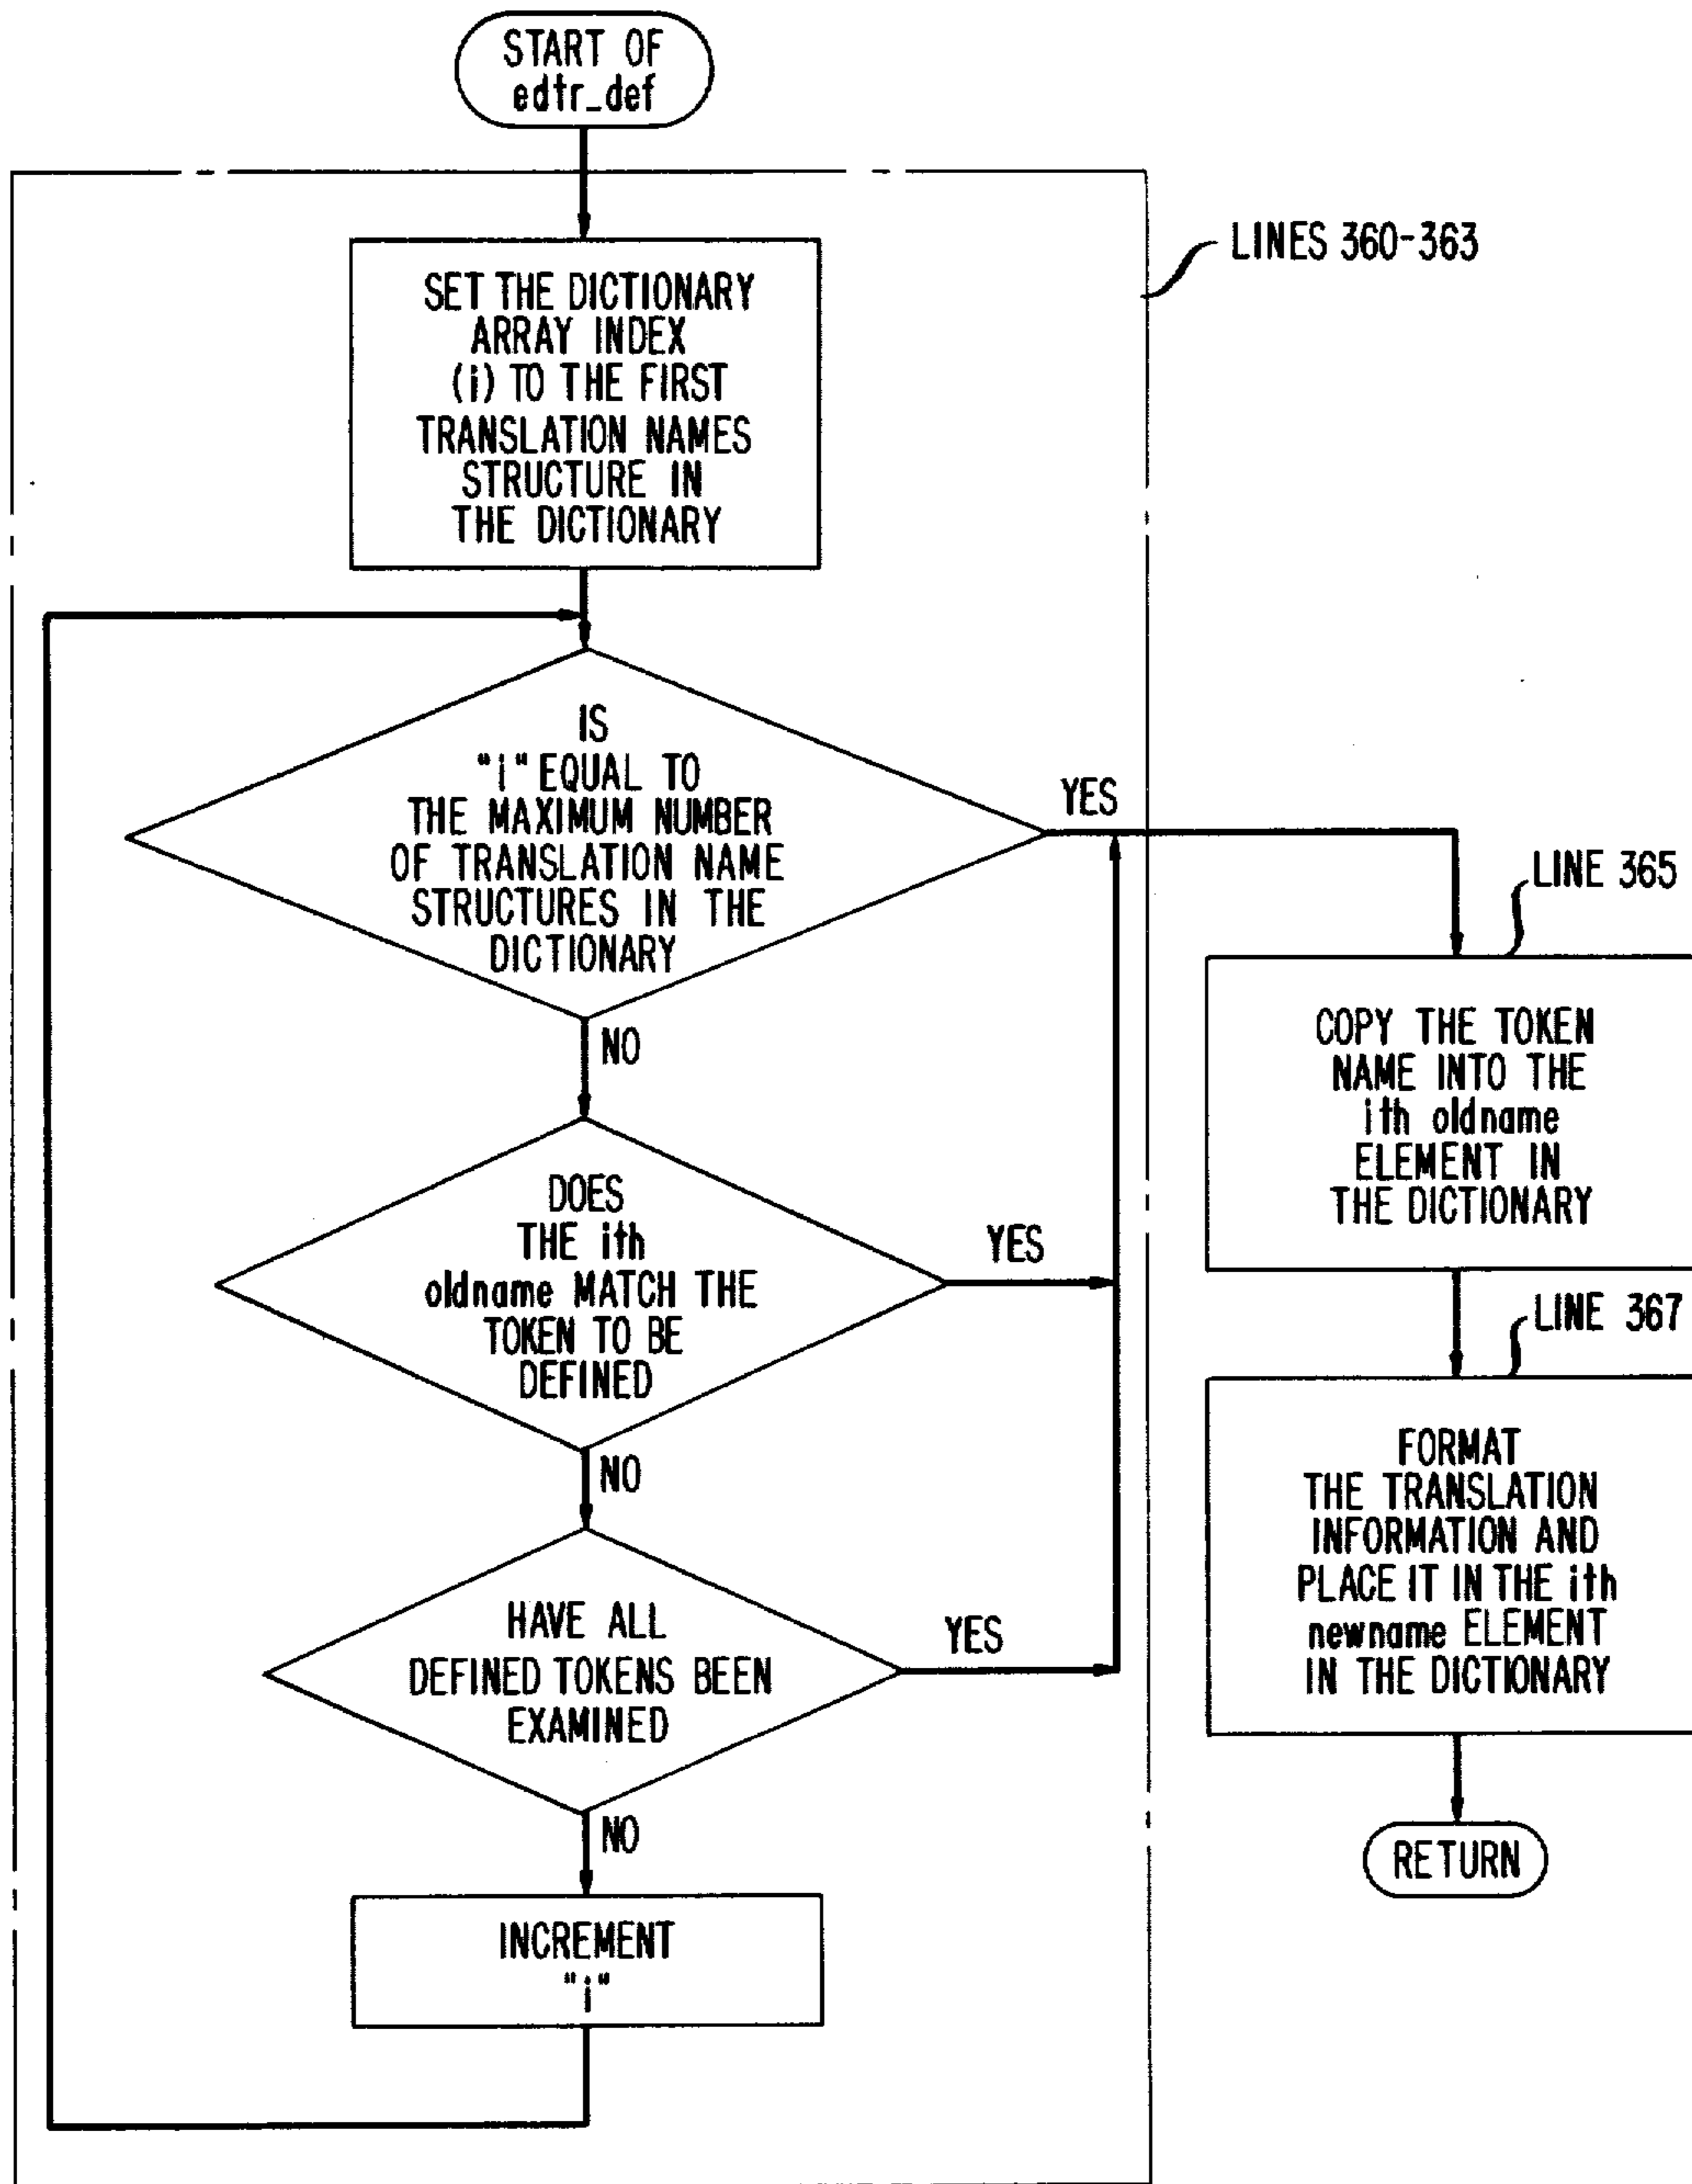 START OF
edtr_def
LINES 360-363
SET THE DICTIONARY
ARRAY INDEX
(i) TO THE FIRST
TRANSLATION NAMES
STRUCTURE IN
THE DICTIONARY
IS
"i" EQUAL TO
THE MAXIMUM NUMBER
OF TRANSLATION NAME
STRUCTURES IN THE
DICTIONARY
YES
NO
DOES
THE ith
oldname MATCH THE
TOKEN TO BE
DEFINED
YES
NO
HAVE ALL
DEFINED TOKENS BEEN
EXAMINED
YES
NO
INCREMENT
"i"
LINE 365
COPY THE TOKEN
NAME INTO THE
ith oldname
ELEMENT IN
THE DICTIONARY
LINE 367
FORMAT
THE TRANSLATION
INFORMATION AND
PLACE IT IN THE ith
newname ELEMENT
IN THE DICTIONARY
RETURN